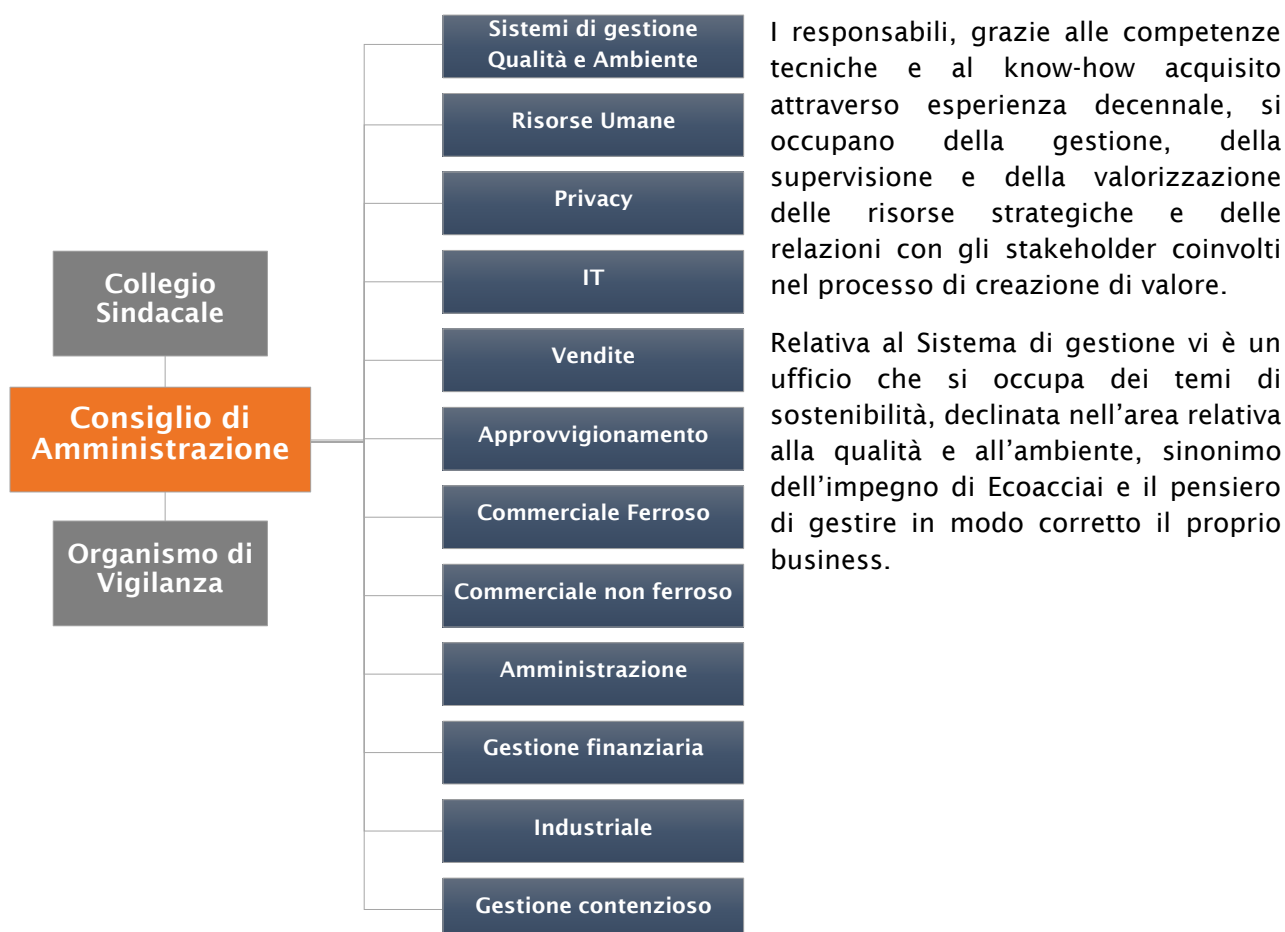 Collegio
Sindacale
Consiglio di
Amministrazione
Organismo di
Vigilanza
Sistemi di gestione
Qualità e Ambiente
Risorse Umane
Privacy
IT
Vendite
Approvvigionamento
Commerciale Ferroso
Commerciale non ferroso
Amministrazione
Gestione finanziaria
Industriale
Gestione contenzioso
I responsabili, grazie alle competenze
tecniche e al know-how acquisito
attraverso esperienza decennale, si
occupano della gestione, della
supervisione e della valorizzazione
delle risorse strategiche e delle
relazioni con gli stakeholder coinvolti
nel processo di creazione di valore.
Relativa al Sistema di gestione vi è un
ufficio che si occupa dei temi di
sostenibilità, declinata nell’area relativa
alla qualità e all’ambiente, sinonimo
dell’impegno di Ecoacciai e il pensiero
di gestire in modo corretto il proprio
business.